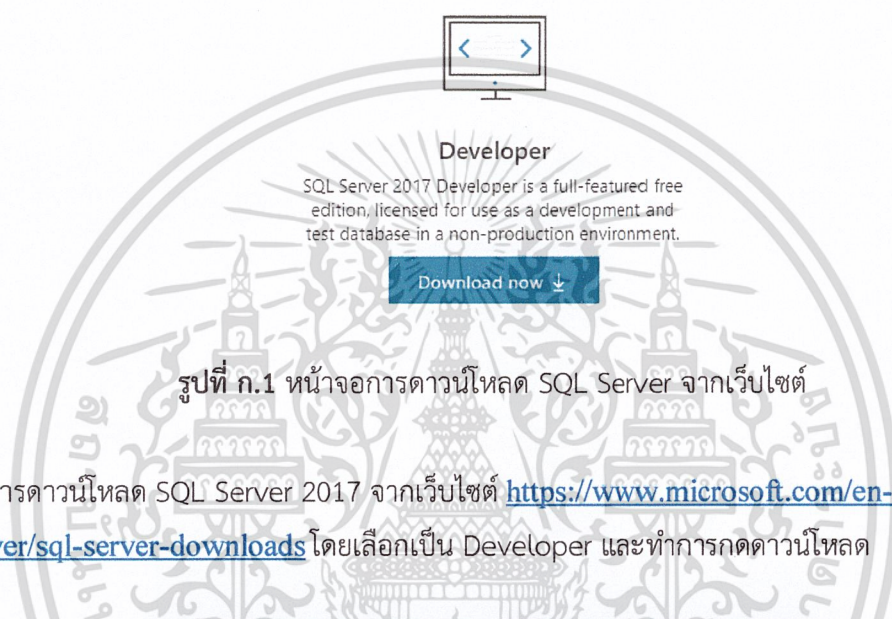 Developer
SQL Server 2017 Developer is a full-featured free
edition, licensed for use as a development and
test database in a non-production environment.
Download now
รูปที่ ก.1 หน้าจอการดาวน์โหลด SQL Server จากเว็บไซต์
การดาวน์โหลด SQL Server 2017 จากเว็บไซต์ https://www.microsoft.com/en-
er/sql-server-downloads โดยเลือกเป็น Developer และทำการกดดาวน์โหลด